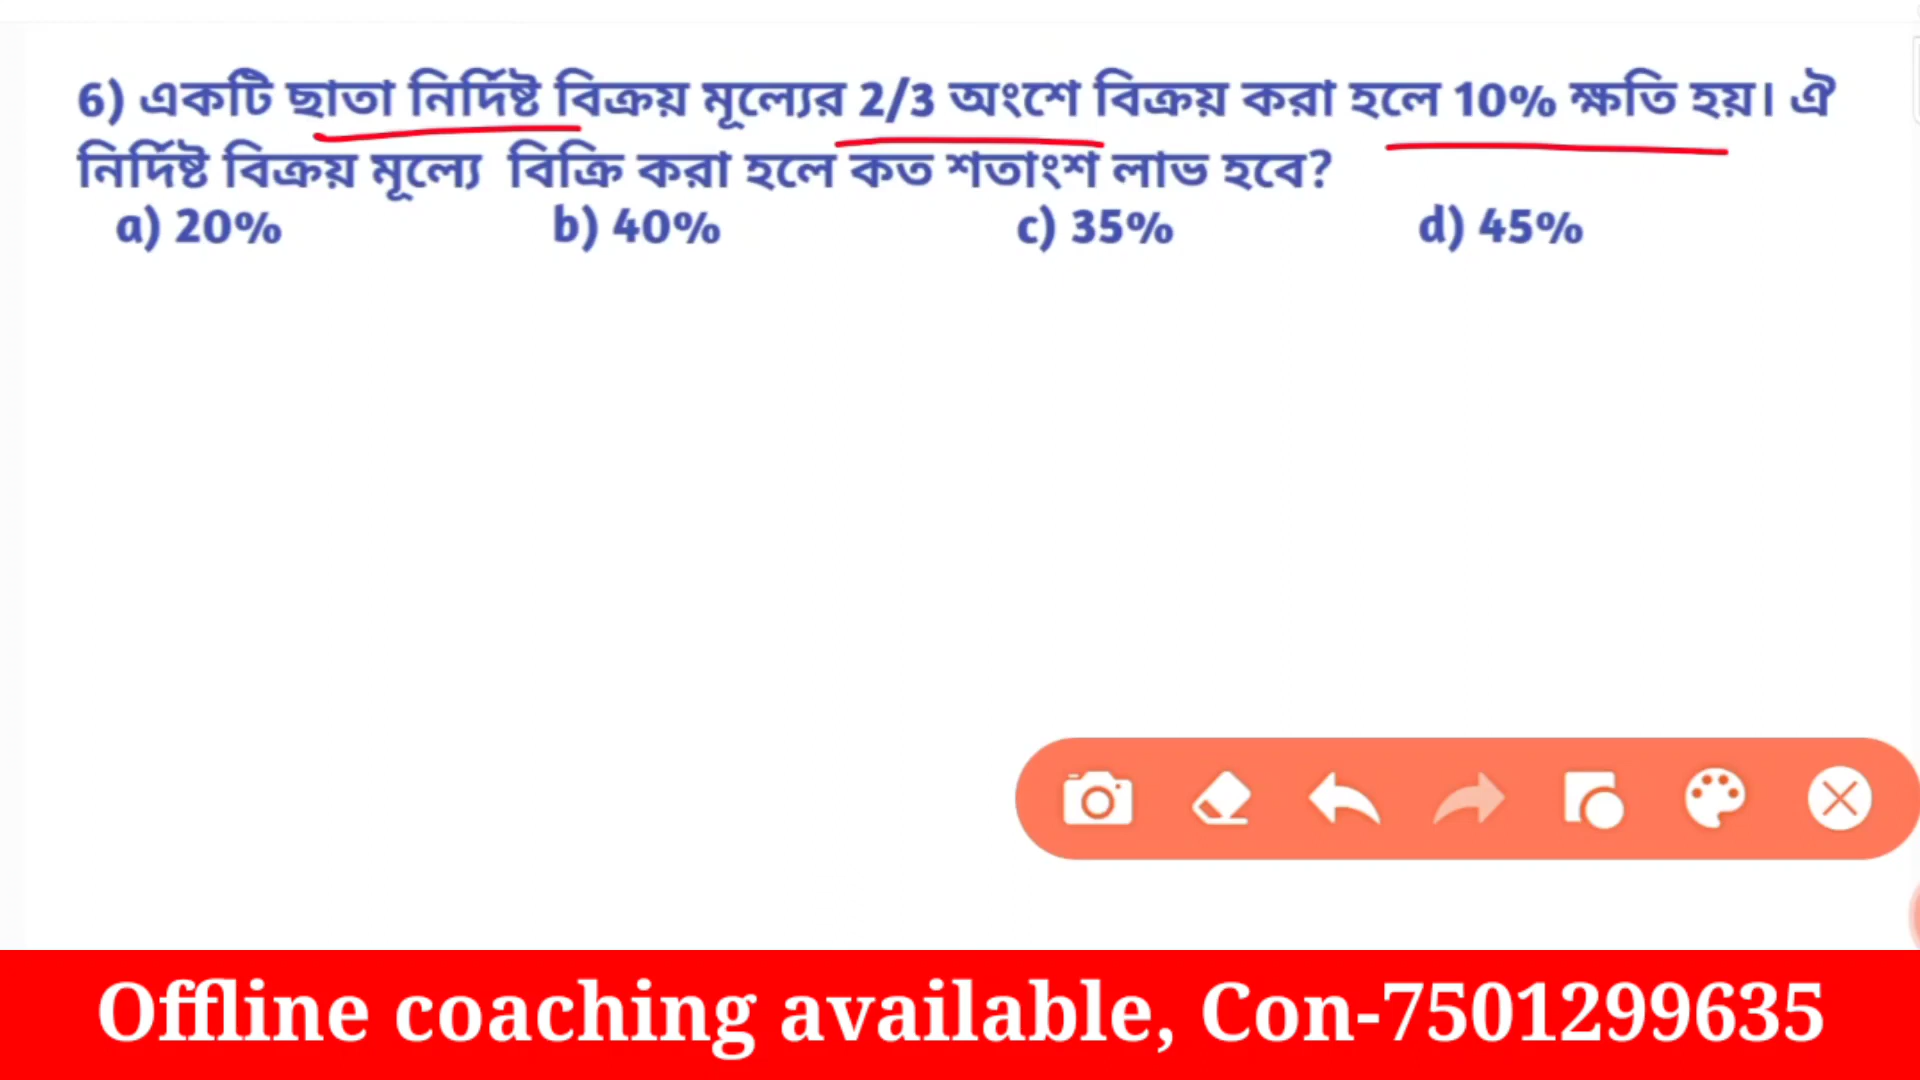 6) একটি ছাতা নির্দিষ্ট বিক্রয় মূল্যের 2/3 অংশে বিক্রয় করা হলে 10% ক্ষতি হয়। ঐ
নির্দিষ্ট বিক্রয় মূল্যে বিক্রি করা হলে কত শতাংশ লাভ হবে?
a) 20% b) 40% c) 35% d) 45%
Offline coaching available, Con-7501299635